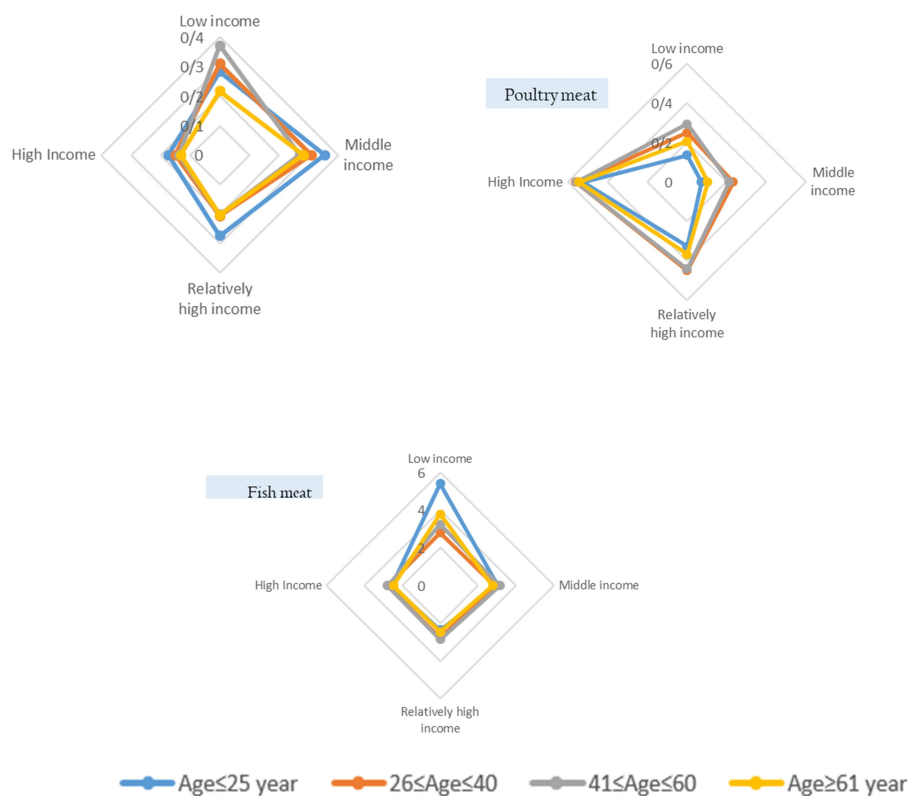 Low income
0/4
0/3
0/2
0/1
0
High Income
Middle
income
Relatively
high income
Poultry meat
Low income
0/6
0/4
0/2
0
High Income
Middle
income
Relatively
high income
Fish meat
Low income
6
4
2
0
High Income
Middle income
Relatively high
income
Age≤25 year
26≤Age≤40
41≤Age≤60
Age≥61 year